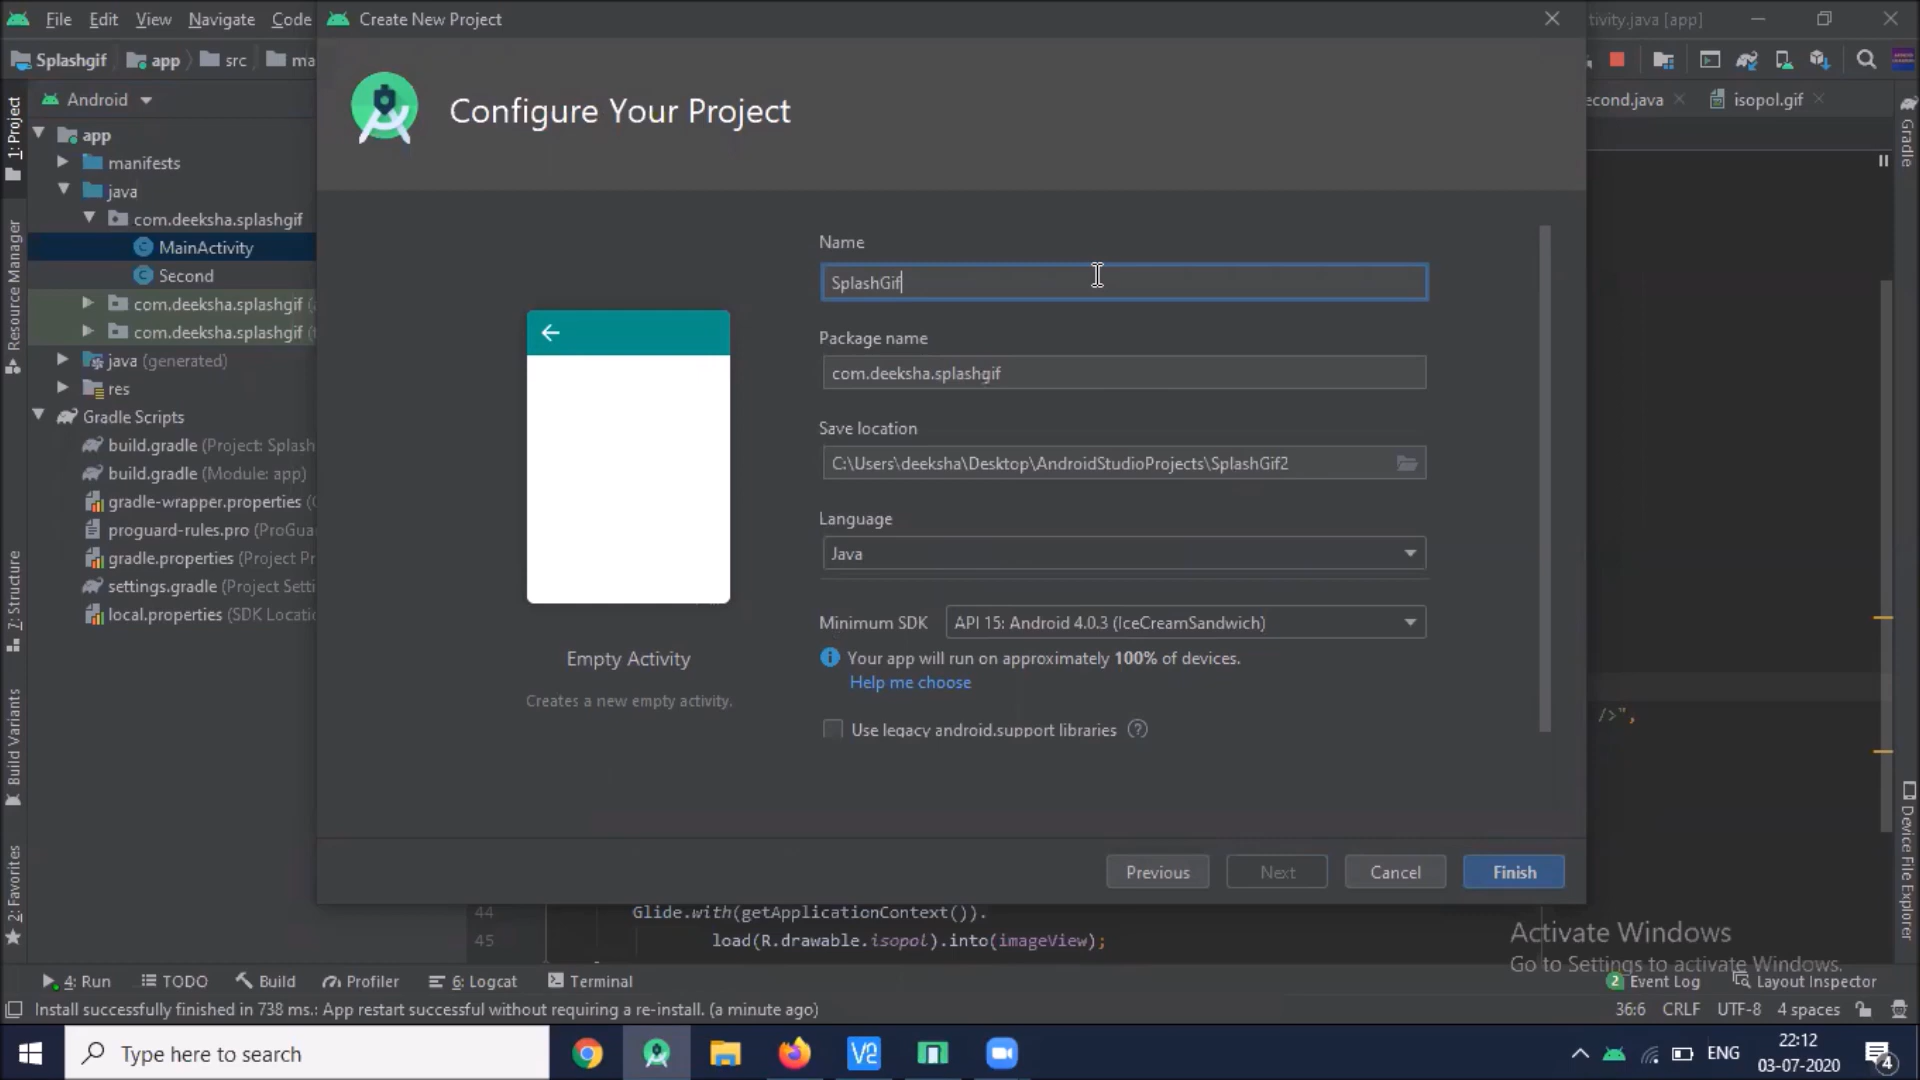 File Edit View Navigate Code
Create New Project
tivity.java [app]
Splashgif app src ma
Android
econd.java isopol.gif
Configure Your Project
1: Project
Resource Manager
7: Structure
Build Variants
2: Favorites
app
manifests
java
com.deeksha.splashgif
MainActivity
Second
com.deeksha.splashgif (
com.deeksha.splashgif (
java (generated)
res
Gradle Scripts
build.gradle (Project: Splash
build.gradle (Module: app)
gradle-wrapper.properties (
proguard-rules.pro (ProGua
gradle.properties (Project Pr
settings.gradle (Project Setti
local.properties (SDK Locati
Empty Activity
Creates a new empty activity.
Name
SplashGif
Package name
com.deeksha.splashgif
Save location
C:\Users\deeksha\Desktop\AndroidStudioProjects\SplashGif2
Language
Java
Minimum SDK API 15: Android 4.0.3 (IceCreamSandwich)
Your app will run on approximately 100% of devices.
Help me choose
Use legacy android.support libraries
Previous Next Cancel Finish
/>",
Gradle
Device File Explorer
44 Glide.with(getApplicationContext()).
45 load(R.drawable.isopol).into(imageView);
Activate Windows
Go to Settings to activate Windows.
4: Run TODO Build Profiler 6: Logcat Terminal 2 Event Log Layout Inspector
Install successfully finished in 738 ms.: App restart successful without requiring a re-install. (a minute ago) 36:6 CRLF UTF-8 4 spaces
Type here to search
ENG
22:12
03-07-2020
4